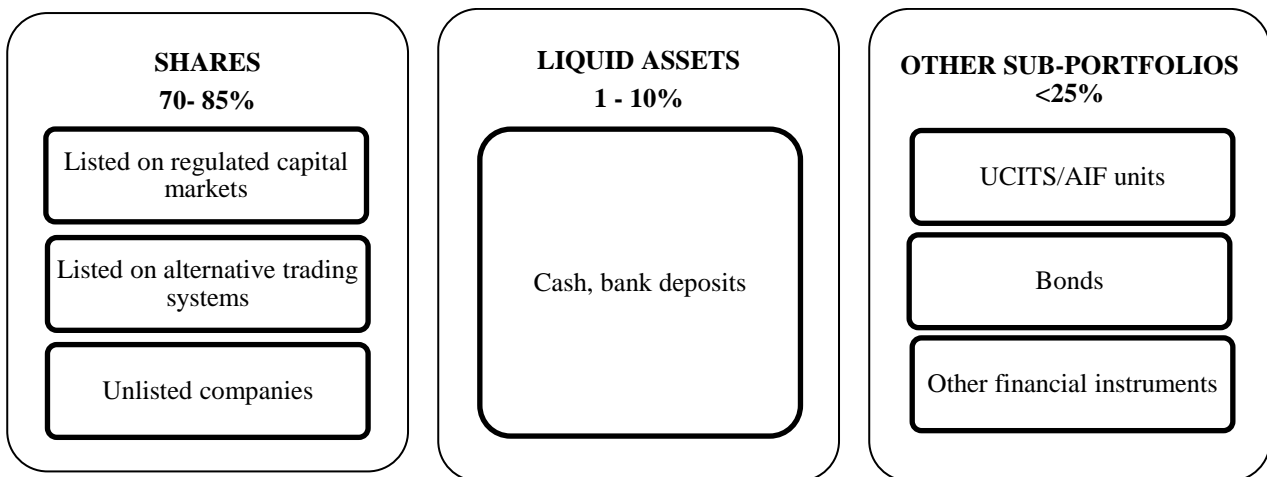 SHARES
70- 85%
Listed on regulated capital
markets
Listed on alternative trading
systems
Unlisted companies
LIQUID ASSETS
1 - 10%
Cash, bank deposits
OTHER SUB-PORTFOLIOS
<25%
UCITS/AIF units
Bonds
Other financial instruments